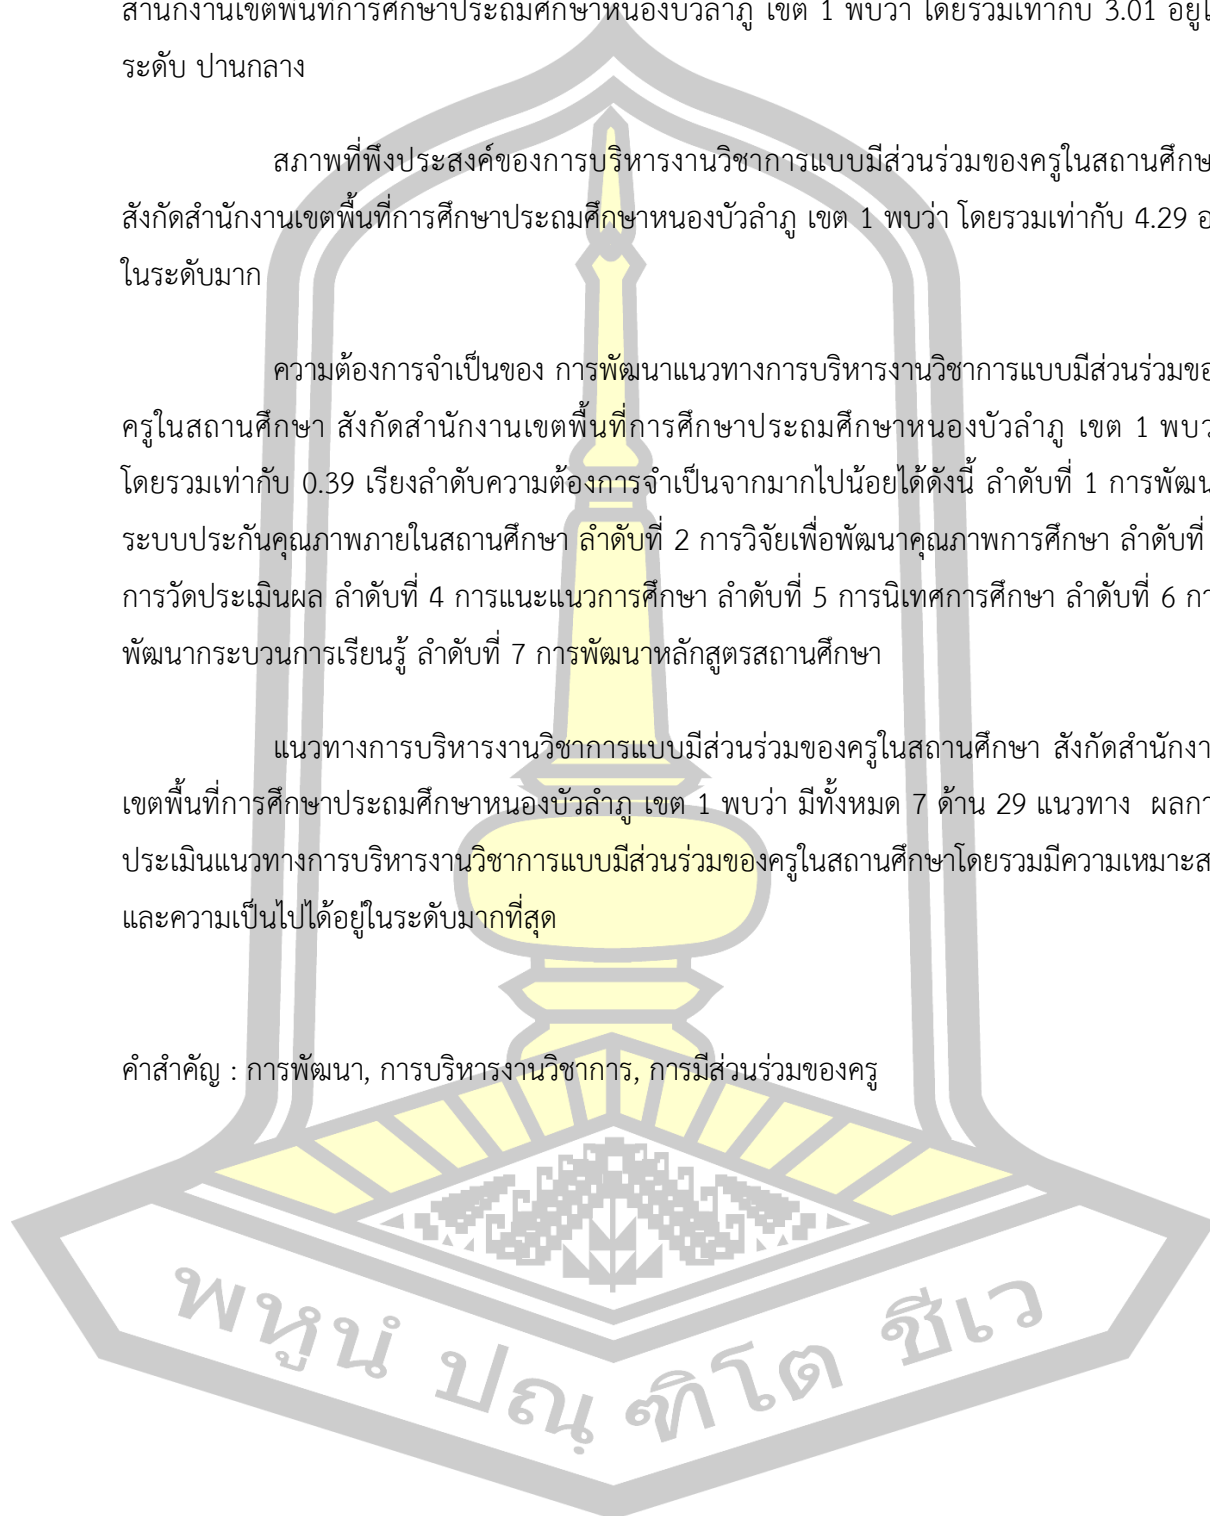 สำนักงานเขตพื้นที่การศึกษาประถมศึกษาหนองบัวลำภู เขต 1 พบว่า โดยรวมเท่ากับ 3.01
ระดับ ปานกลาง
สภาพที่พึงประสงค์ของการบริหารงานวิชาการแบบมีส่วนร่วมของครูในสถานศึกษ
สังกัดสำนักงานเขตพื้นที่การศึกษาประถมศึกษาหนองบัวลำภู เขต 1 พบว่า โดยรวมเท่ากับ 4.29 อ
ในระดับมาก
ความต้องการจำเป็นของ การพัฒนาแนวทางการบริหารงานวิชาการแบบมีส่วนร่วมขอ
ครูในสถานศึกษา สังกัดสำนักงานเขตพื้นที่การศึกษาประถมศึกษาหนองบัวลำภู เขต 1 พบว
โดยรวมเท่ากับ 0.39 เรียงลำดับความต้องการจำเป็นจากมากไปน้อยได้ดังนี้ ลำดับที่ 1 การพัฒน
ระบบประกันคุณภาพภายในสถานศึกษา ลำดับที่ 2 การวิจัยเพื่อพัฒนาคุณภาพการศึกษา ลำดับที่
การวัดประเมินผล ลำดับที่ 4 การแนะแนวการศึกษา ลำดับที่ 5 การนิเทศการศึกษา ลำดับที่ 6 กา
พัฒนากระบวนการเรียนรู้ ลำดับที่ 7 การพัฒนาหลักสูตรสถานศึกษา
แนวทางการบริหารงานวิชาการแบบมีส่วนร่วมของครูในสถานศึกษา สังกัดสำนักงา
เขตพื้นที่การศึกษาประถมศึกษาหนองบัวลำภู เขต 1 พบว่า มีทั้งหมด 7 ด้าน 29 แนวทาง ผลกา
ประเมินแนวทางการบริหารงานวิชาการแบบมีส่วนร่วมของครูในสถานศึกษาโดยรวมมีความเหมาะส
และความเป็นไปได้อยู่ในระดับมากที่สุด
คำสำคัญ : การพัฒนา, การบริหารงานวิชาการ, การมีส่วนร่วมของครู
พหูนํ ปณฺฑิโต ชีเว